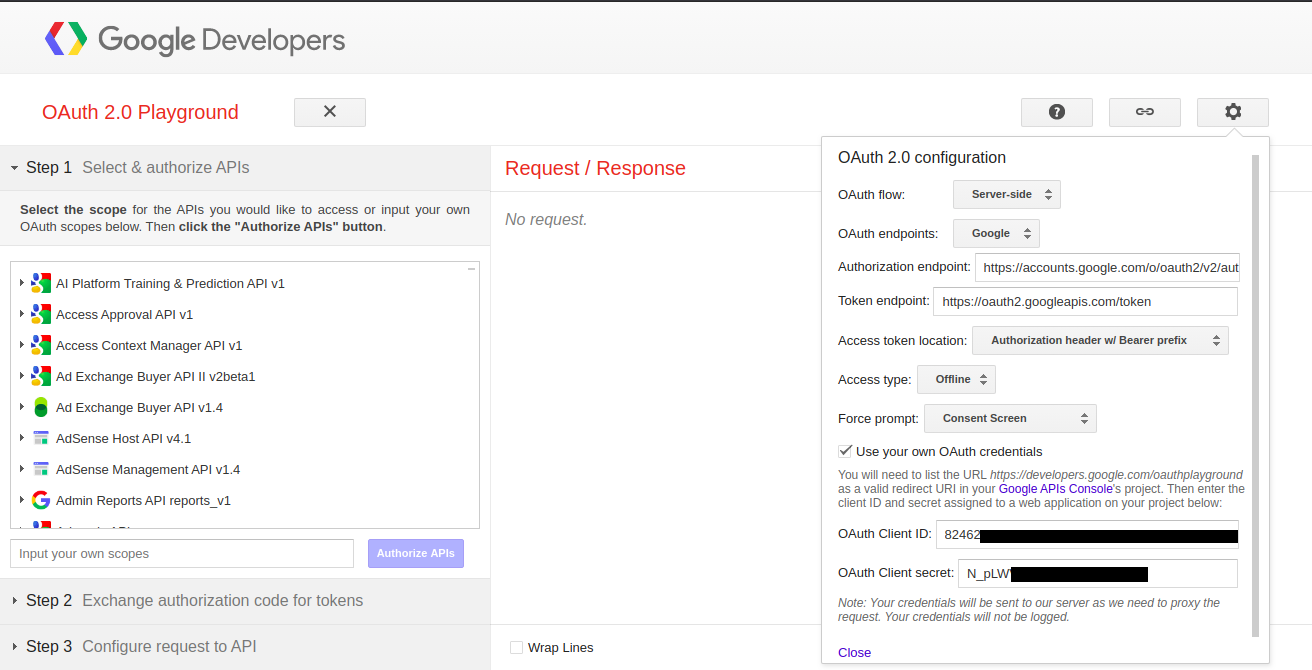 Google Developers
OAuth 2.0 Playground
Step 1 Select & authorize APIs
Select the scope for the APIs you would like to access or input your own
OAuth scopes below. Then click the "Authorize APIs" button.
AI Platform Training & Prediction API v1
Access Approval API v1
Access Context Manager API v1
Ad Exchange Buyer API II v2beta1
Ad Exchange Buyer API v1.4
AdSense Host API v4.1
AdSense Management API v1.4
Admin Reports API reports_v1
Input your own scopes
Authorize APIs
Step 2 Exchange authorization code for tokens
Step 3 Configure request to API
Request / Response
No request.
Wrap Lines
OAuth 2.0 configuration
OAuth flow: Server-side
OAuth endpoints: Google
Authorization endpoint: https://accounts.google.com/o/oauth2/v2/aut
Token endpoint: https://oauth2.googleapis.com/token
Access token location: Authorization header w/ Bearer prefix
Access type: Offline
Force prompt: Consent Screen
Use your own OAuth credentials
You will need to list the URL https://developers.google.com/oauthplayground
as a valid redirect URI in your Google APIs Console's project. Then enter the
client ID and secret assigned to a web application on your project below:
OAuth Client ID: 82462
OAuth Client secret: N_pLW
Note: Your credentials will be sent to our server as we need to proxy the
request. Your credentials will not be logged.
Close